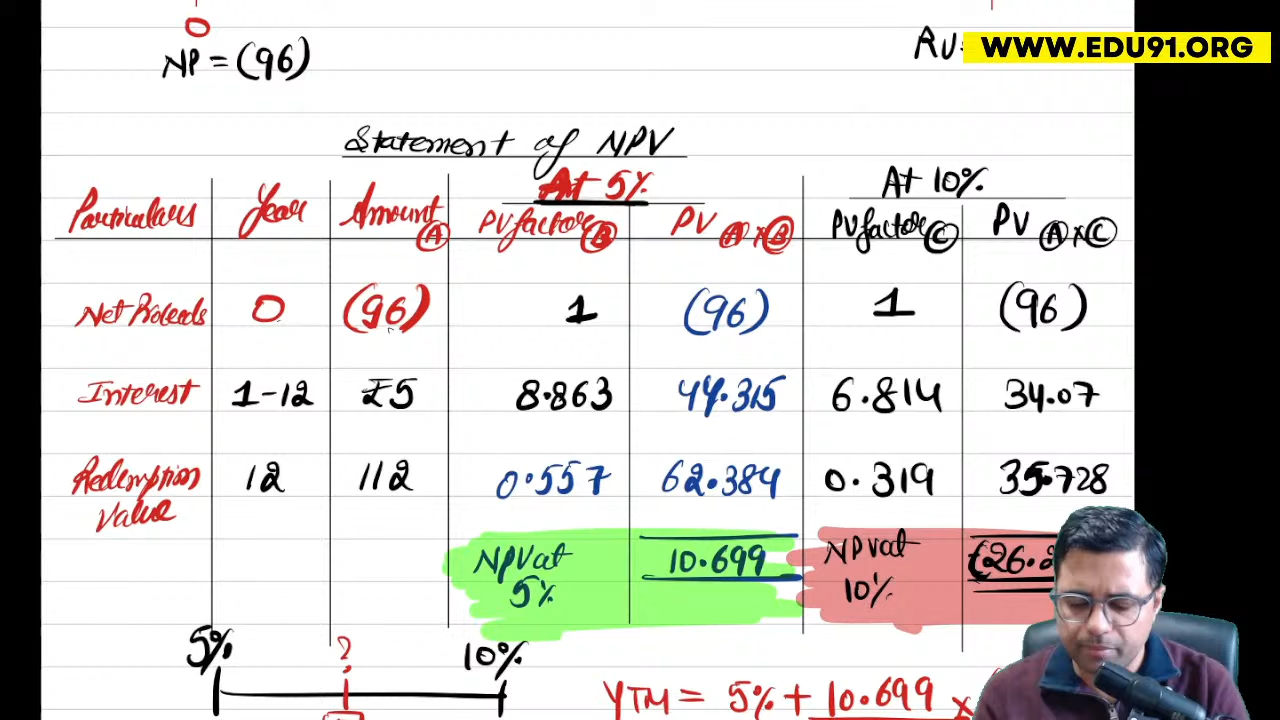 0
NP = (96)
WWW.EDU91.ORG
Statement of NPV
At 5% At 10%
Particulars Year Amount (A) PV factor (B) PV (A) x (B) PV factor (C) PV (A) x (C)
Net Proceeds 0 (96) 1 (96) 1 (96)
Interest 1-12 ₹5 8.863 44.315 6.814 34.07
Redemption Value 12 112 0.557 62.384 0.319 35.728
NPV at 5% 10.699 NPV at 10% (26.2
5% ? 10%
YTM = 5% + 10.699 x